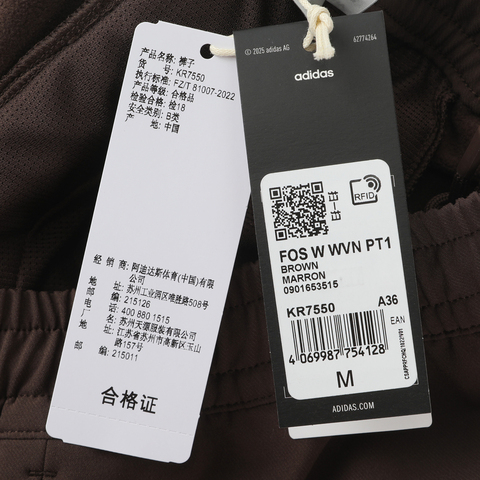 产品名称: 裤子
货 号: KR7550
执行标准: FZ/T 81007-2022
产品等级: 合格品
检验合格: 检18
安全类别: B类
产 地: 中国
经 销 商: 阿迪达斯体育(中国)有限
公司
地 址: 苏州工业园区唯胜路508号
邮 编: 215126
电 话: 400 880 1515
厂 名: 苏州天源服装有限公司
地 址: 江苏省苏州市高新区玉山
路157号
邮 编: 215011
合格证
© 2025 adidas AG
62774264
adidas
RFID
FOS W WVN PT1
BROWN
MARRON
0901653515
KR7550
A36
EAN
4 069987 754128
M
ADIDAS.COM